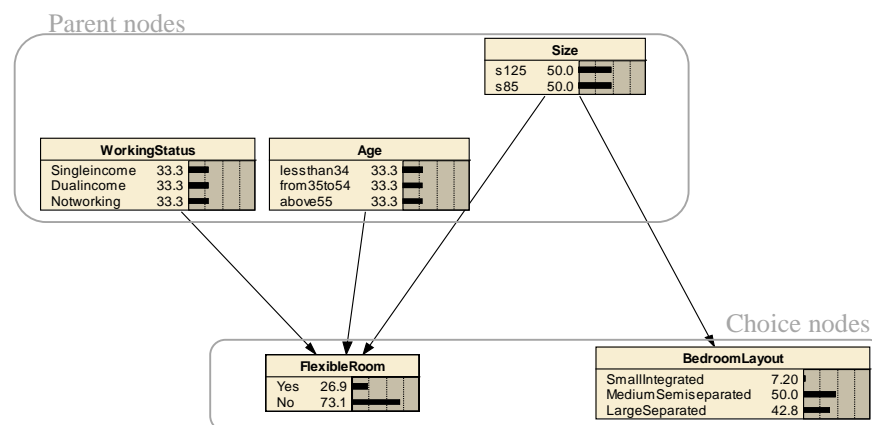 Parent nodes
Size
s125 50.0
s85 50.0
WorkingStatus
Singleincome 33.3
Dualincome 33.3
Notworking 33.3
Age
lessthan34 33.3
from35to54 33.3
above55 33.3
Choice nodes
FlexibleRoom
Yes 26.9
No 73.1
BedroomLayout
SmallIntegrated 7.20
MediumSemiseparated 50.0
LargeSeparated 42.8